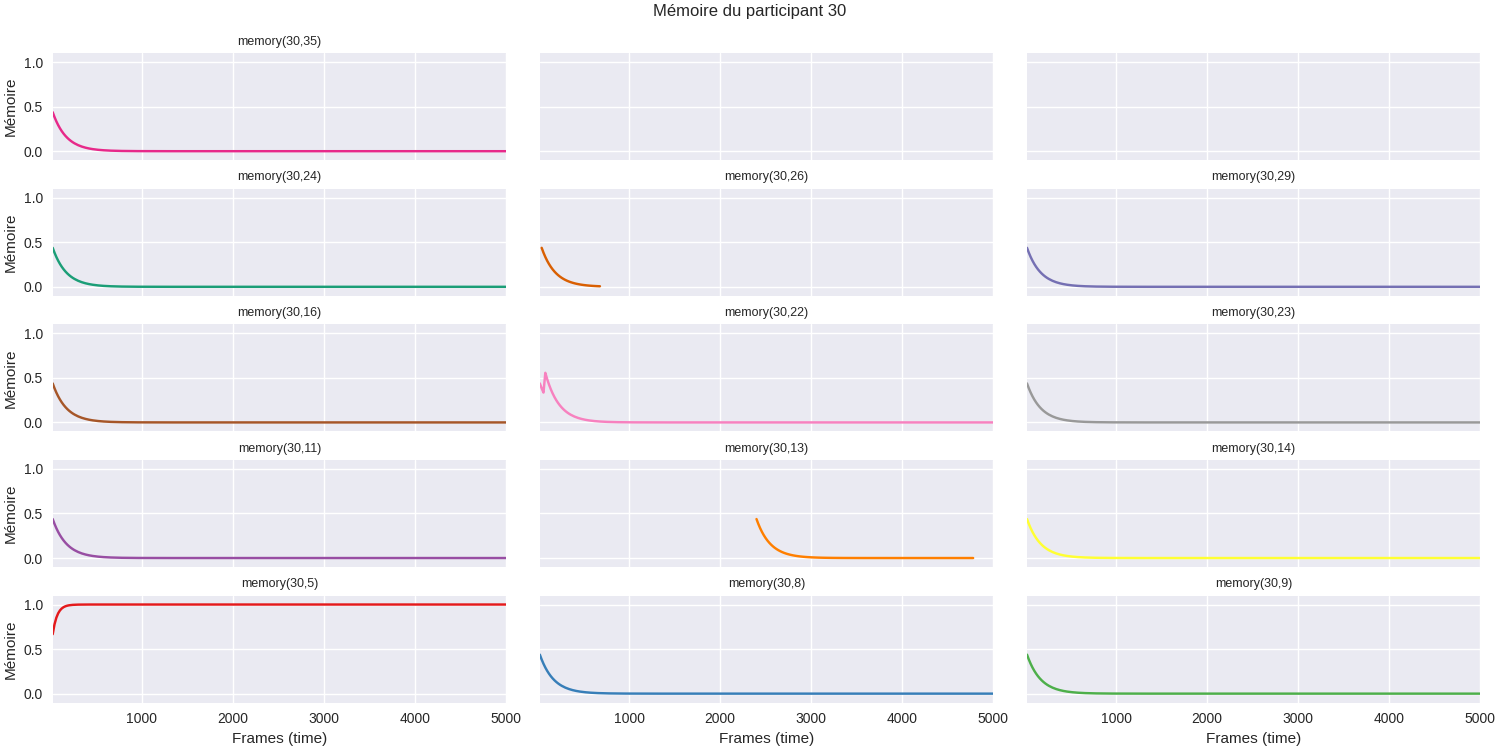 Mémoire du participant 30
memory(30,35)
Mémoire
1.0
0.5
0.0
memory(30,24)
memory(30,26)
memory(30,29)
Mémoire
1.0
0.5
0.0
memory(30,16)
memory(30,22)
memory(30,23)
Mémoire
1.0
0.5
0.0
memory(30,11)
memory(30,13)
memory(30,14)
Mémoire
1.0
0.5
0.0
memory(30,5)
memory(30,8)
memory(30,9)
Mémoire
1.0
0.5
0.0
1000 2000 3000 4000 5000
1000 2000 3000 4000 5000
1000 2000 3000 4000 5000
Frames (time)
Frames (time)
Frames (time)